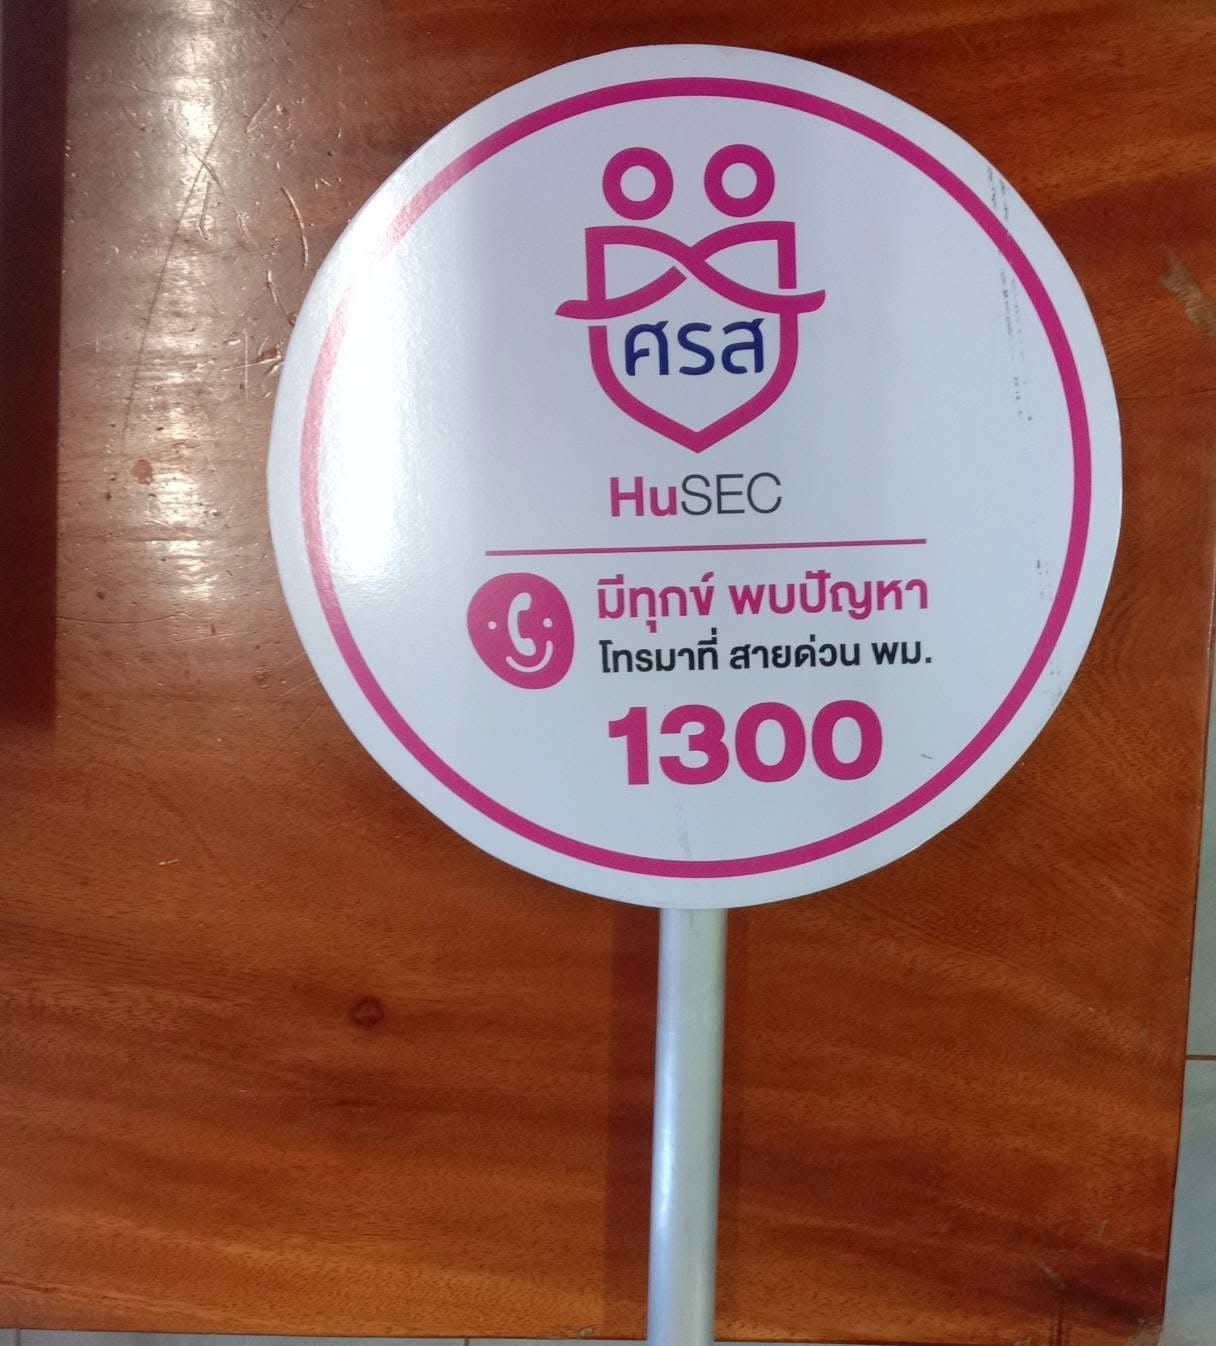 ศรส
HuSEC
มีทุกข์ พบปัญหา
โทรมาที่ สายด่วน พม.
1300